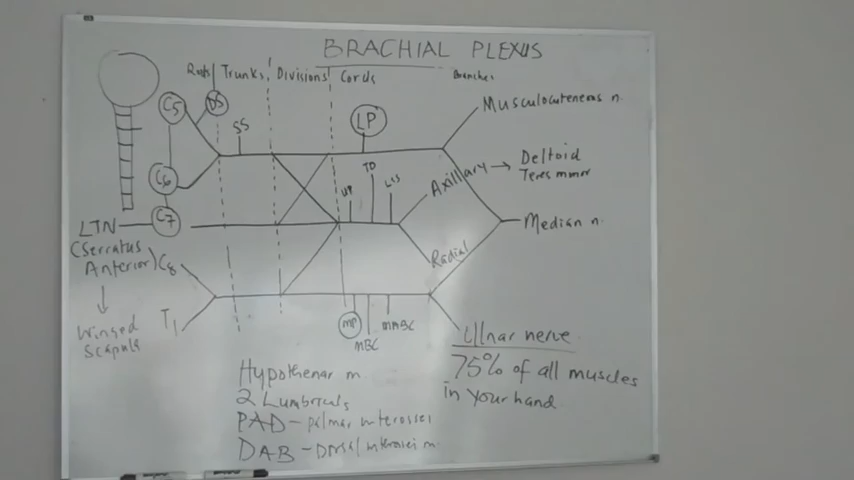 BRACHIAL PLEXIS
Roots Trunks Divisions Cords Branches
C5
DS
SS
LP
Musculocuteneous n.
C6
C7
LTN
(Serratus
Anterior)
Winged
Scapula
C8
T1
UP
TD
LSS
Axillary
Deltoid
Teres minor
Radial
Median n.
MP
MBC
MABC
Ulnar nerve
75% of all muscles
in your hand
Hypothenar m.
2 Lumbricals
PAD - palmar interossei
DAB - Dorsal interossei m.